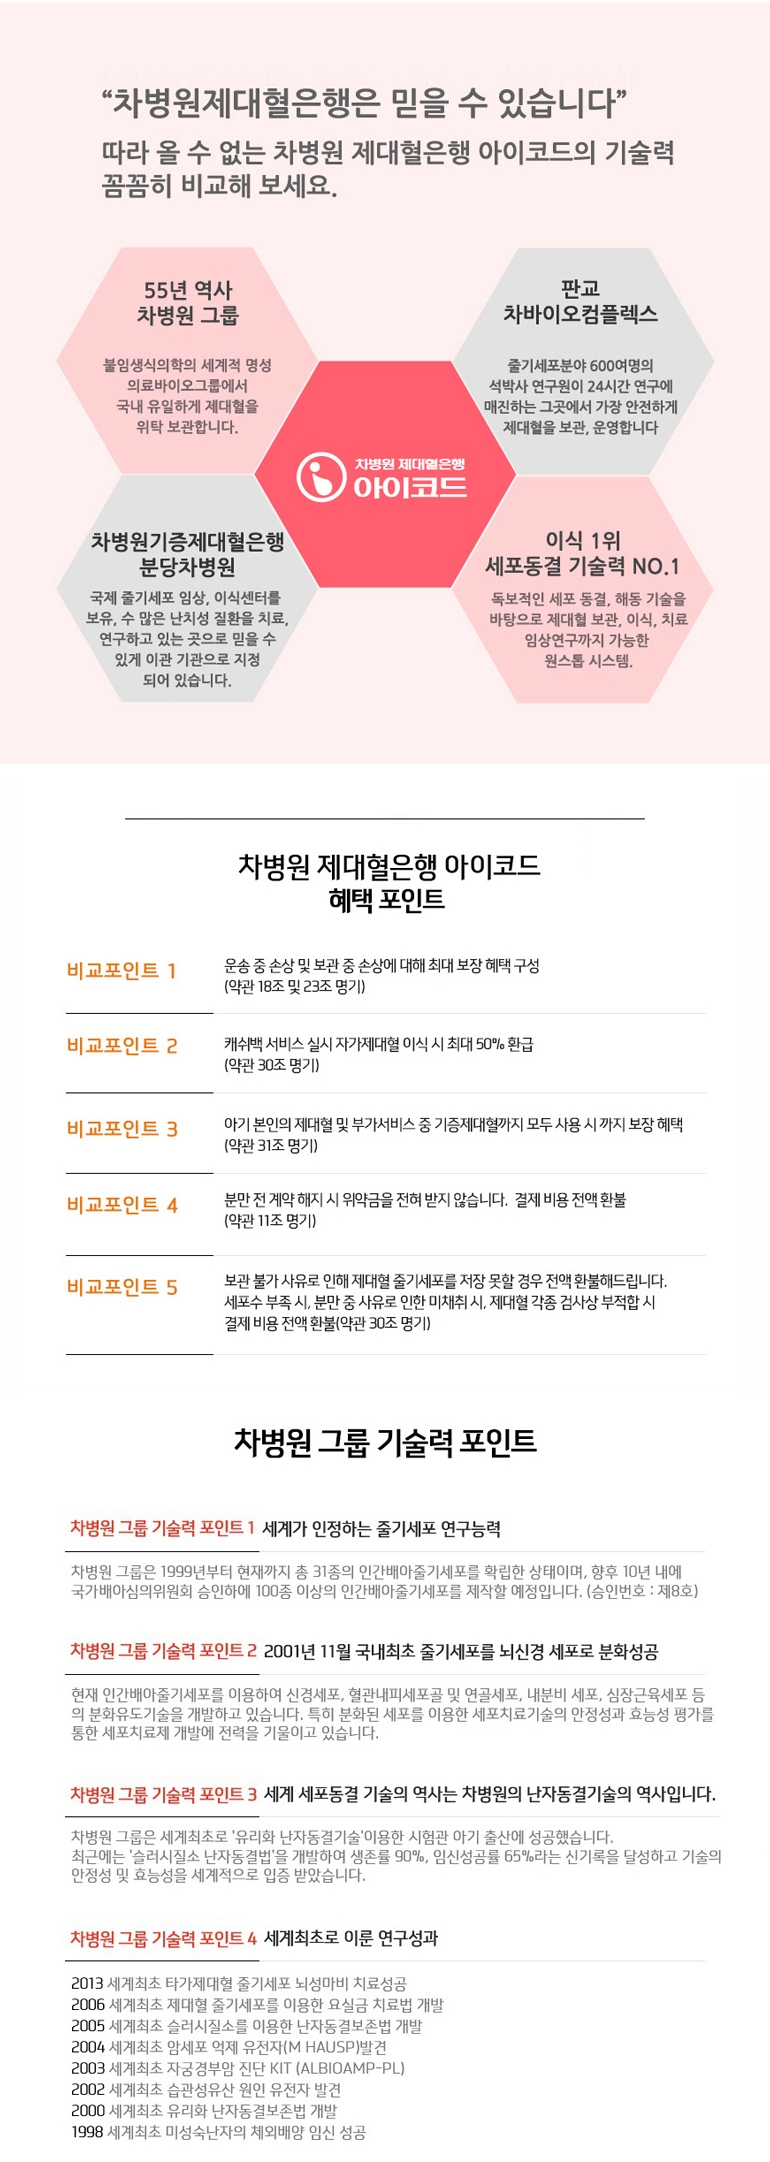 “차병원제대혈은행은 믿을 수 있습니다”
따라 올 수 없는 차병원 제대혈은행 아이코드의 기술력
꼼꼼히 비교해 보세요.
55년 역사
차병원 그룹
불임생식의학의 세계적 명성
의료바이오그룹에서
국내 유일하게 제대혈을
위탁 보관합니다.
판교
차바이오컴플렉스
줄기세포분야 600여명의
석박사 연구원이 24시간 연구에
매진하는 그곳에서 가장 안전하게
제대혈을 보관, 운영합니다
차병원 제대혈은행
아이코드
차병원기증제대혈은행
분당차병원
국제 줄기세포 임상, 이식센터를
보유, 수 많은 난치성 질환을 치료,
연구하고 있는 곳으로 믿을 수
있게 이관 기관으로 지정
되어 있습니다.
이식 1위
세포동결 기술력 NO.1
독보적인 세포 동결, 해동 기술을
바탕으로 제대혈 보관, 이식, 치료
임상연구까지 가능한
원스톱 시스템.
차병원 제대혈은행 아이코드
혜택 포인트
비교포인트 1
운송 중 손상 및 보관 중 손상에 대해 최대 보장 혜택 구성
(약관 18조 및 23조 명기)
비교포인트 2
캐쉬백 서비스 실시 자가제대혈 이식 시 최대 50% 환급
(약관 30조 명기)
비교포인트 3
아기 본인의 제대혈 및 부가서비스 중 기증제대혈까지 모두 사용 시 까지 보장 혜택
(약관 31조 명기)
비교포인트 4
분만 전 계약 해지 시 위약금을 전혀 받지 않습니다. 결제 비용 전액 환불
(약관 11조 명기)
비교포인트 5
보관 불가 사유로 인해 제대혈 줄기세포를 저장 못할 경우 전액 환불해드립니다.
세포수 부족 시, 분만 중 사유로 인한 미채취 시, 제대혈 각종 검사상 부적합 시
결제 비용 전액 환불(약관 30조 명기)
차병원 그룹 기술력 포인트
차병원 그룹 기술력 포인트 1 세계가 인정하는 줄기세포 연구능력
차병원 그룹은 1999년부터 현재까지 총 31종의 인간배아줄기세포를 확립한 상태이며, 향후 10년 내에
국가배아심의위원회 승인하에 100종 이상의 인간배아줄기세포를 제작할 예정입니다. (승인번호 : 제8호)
차병원 그룹 기술력 포인트 2 2001년 11월 국내최초 줄기세포를 뇌신경 세포로 분화성공
현재 인간배아줄기세포를 이용하여 신경세포, 혈관내피세포골 및 연골세포, 내분비 세포, 심장근육세포 등
의 분화유도기술을 개발하고 있습니다. 특히 분화된 세포를 이용한 세포치료기술의 안정성과 효능성 평가를
통한 세포치료제 개발에 전력을 기울이고 있습니다.
차병원 그룹 기술력 포인트 3 세계 세포동결 기술의 역사는 차병원의 난자동결기술의 역사입니다.
차병원 그룹은 세계최초로 '유리화 난자동결기술'이용한 시험관 아기 출산에 성공했습니다.
최근에는 '슬러시질소 난자동결법'을 개발하여 생존률 90%, 임신성공률 65%라는 신기록을 달성하고 기술의
안정성 및 효능성을 세계적으로 입증 받았습니다.
차병원 그룹 기술력 포인트 4 세계최초로 이룬 연구성과
2013 세계최초 타가제대혈 줄기세포 뇌성마비 치료성공
2006 세계최초 제대혈 줄기세포를 이용한 요실금 치료법 개발
2005 세계최초 슬러시질소를 이용한 난자동결보존법 개발
2004 세계최초 암세포 억제 유전자(M HAUSP)발견
2003 세계최초 자궁경부암 진단 KIT (ALBIOAMP-PL)
2002 세계최초 습관성유산 원인 유전자 발견
2000 세계최초 유리화 난자동결보존법 개발
1998 세계최초 미성숙난자의 체외배양 임신 성공